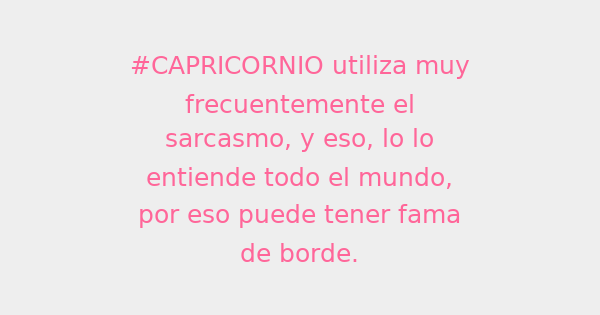 #CAPRICORNIO utiliza muy
frecuentemente el
sarcasmo, y eso, lo lo
entiende todo el mundo,
por eso puede tener fama
de borde.